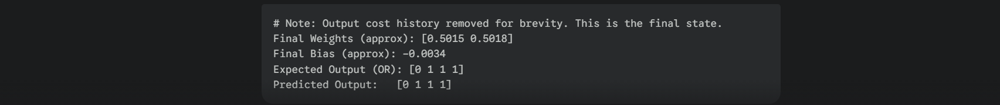 # Note: Output cost history removed for brevity. This is the final state.
Final Weights (approx): [0.5015 0.5018]
Final Bias (approx): -0.0034
Expected Output (OR): [0 1 1 1]
Predicted Output:   [0 1 1 1]